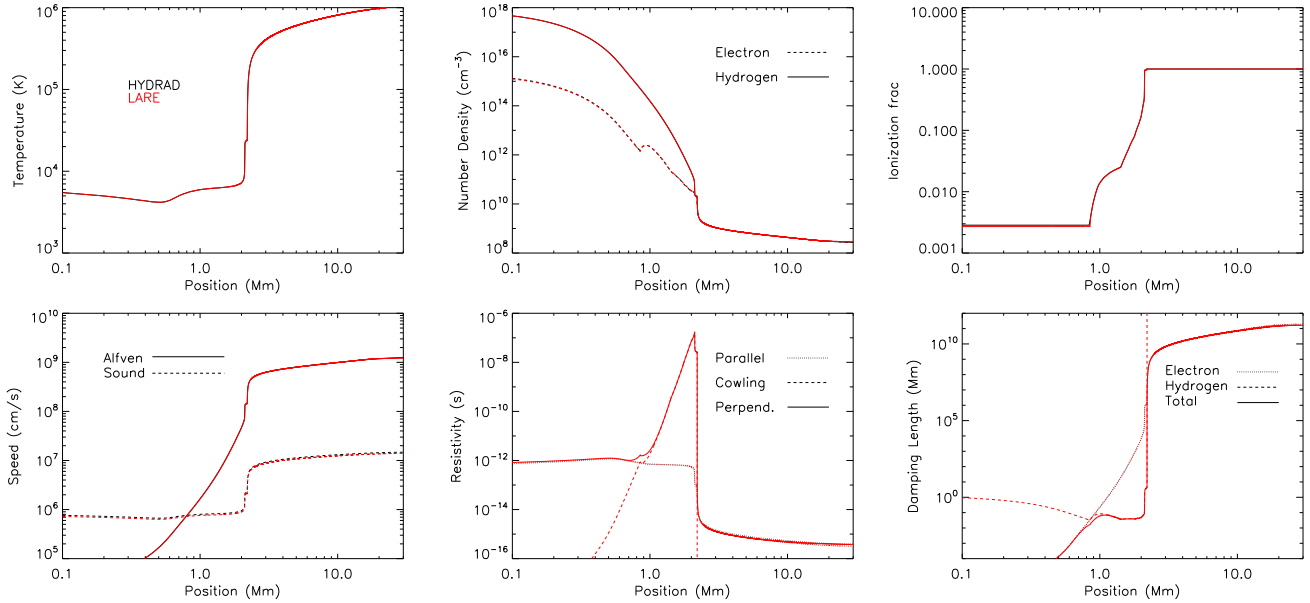 10^6
10^5
10^4
10^3
Temperature (K)
HYDRAD
LARE
0.1 1.0 10.0
Position (Mm)
10^18
10^16
10^14
10^12
10^10
10^8
Number Density (cm^-3)
Electron
Hydrogen
0.1 1.0 10.0
Position (Mm)
10.000
1.000
0.100
0.010
0.001
Ionization frac
0.1 1.0 10.0
Position (Mm)
10^10
10^9
10^8
10^7
10^6
10^5
Speed (cm/s)
Alfven
Sound
0.1 1.0 10.0
Position (Mm)
10^-6
10^-8
10^-10
10^-12
10^-14
10^-16
Resistivity (s)
Parallel
Cowling
Perpend.
0.1 1.0 10.0
Position (Mm)
10^10
10^5
10^0
Damping Length (Mm)
Electron
Hydrogen
Total
0.1 1.0 10.0
Position (Mm)